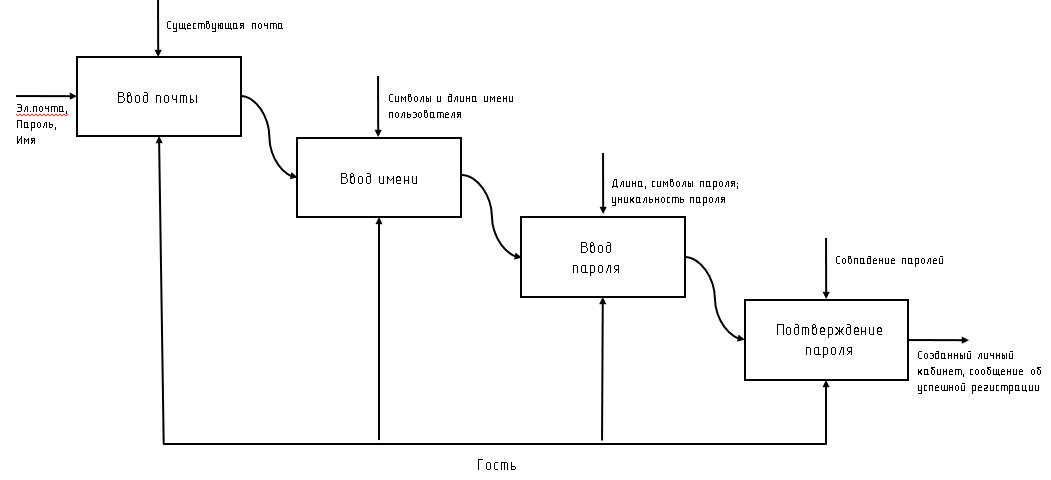 Существующая почта
Ввод почты
Эл.почта,
Пароль,
Имя
Символы и длина имени
пользователя
Ввод имени
Длина, символы пароля;
уникальность пароля
Ввод
пароля
Совпадение паролей
Подтверждение
пароля
Созданный личный
кабинет, сообщение об
успешной регистрации
Гость